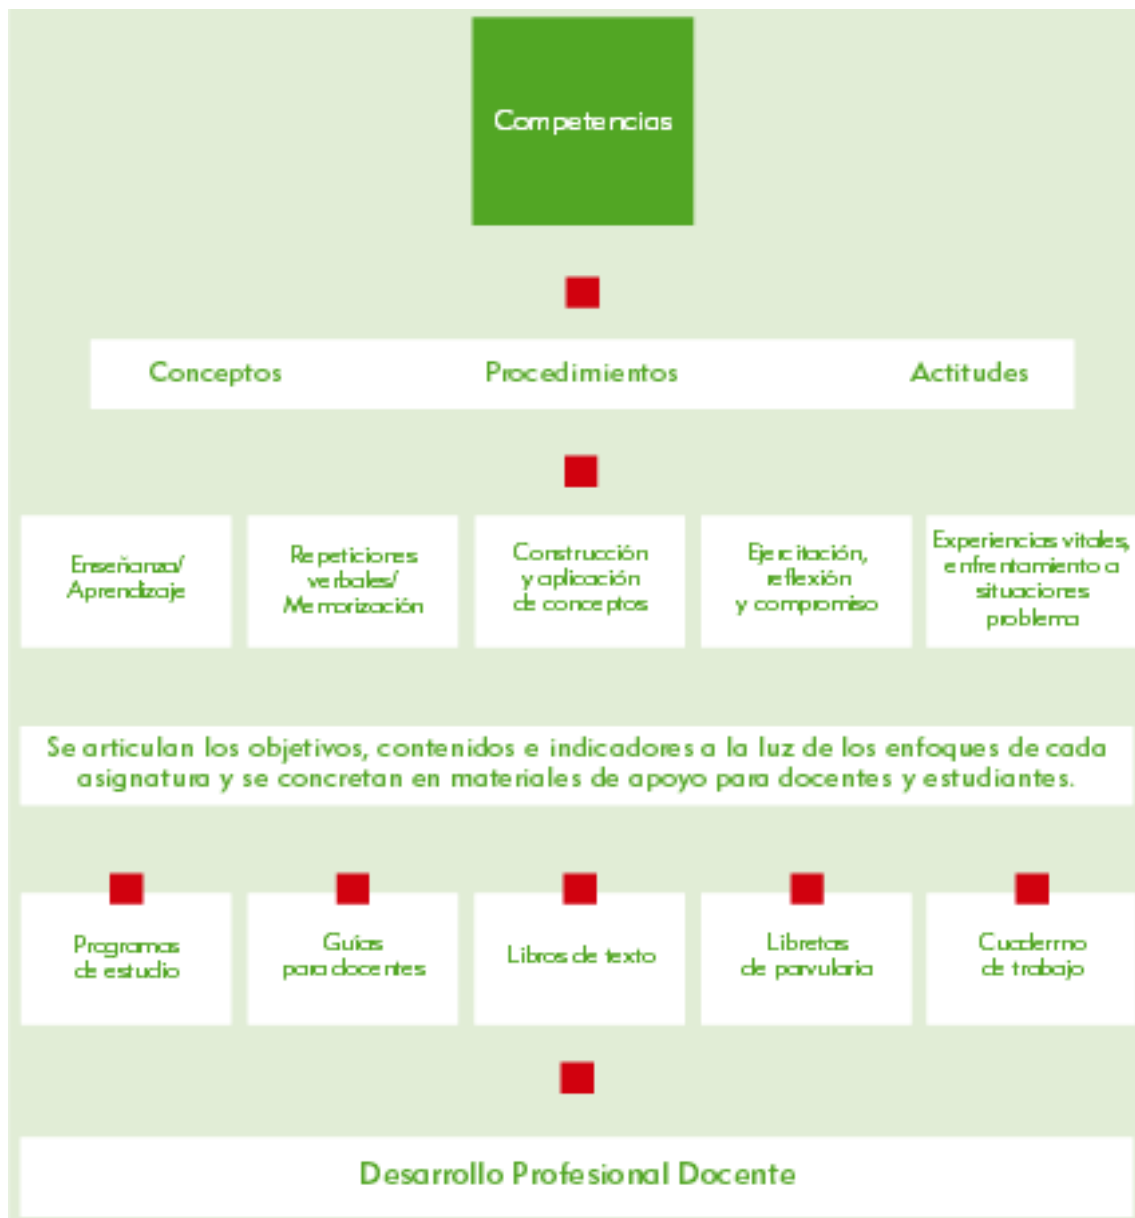 Competencias
Conceptos Procedimientos Actitudes
Enseñanza/
Aprendizaje
Repeticiones
verbales/
Memorización
Construcción
y aplicación
de conceptos
Ejercitación,
reflexión
y compromiso
Experiencias vitales,
enfrentamiento a
situaciones
problema
Se articulan los objetivos, contenidos e indicadores a la luz de los enfoques de cada
asignatura y se concretan en materiales de apoyo para docentes y estudiantes.
Programas
de estudio
Guías
para docentes
Libros de texto
Libretas
de parvularia
Cuadermo
de trabajo
Desarrollo Profesional Docente